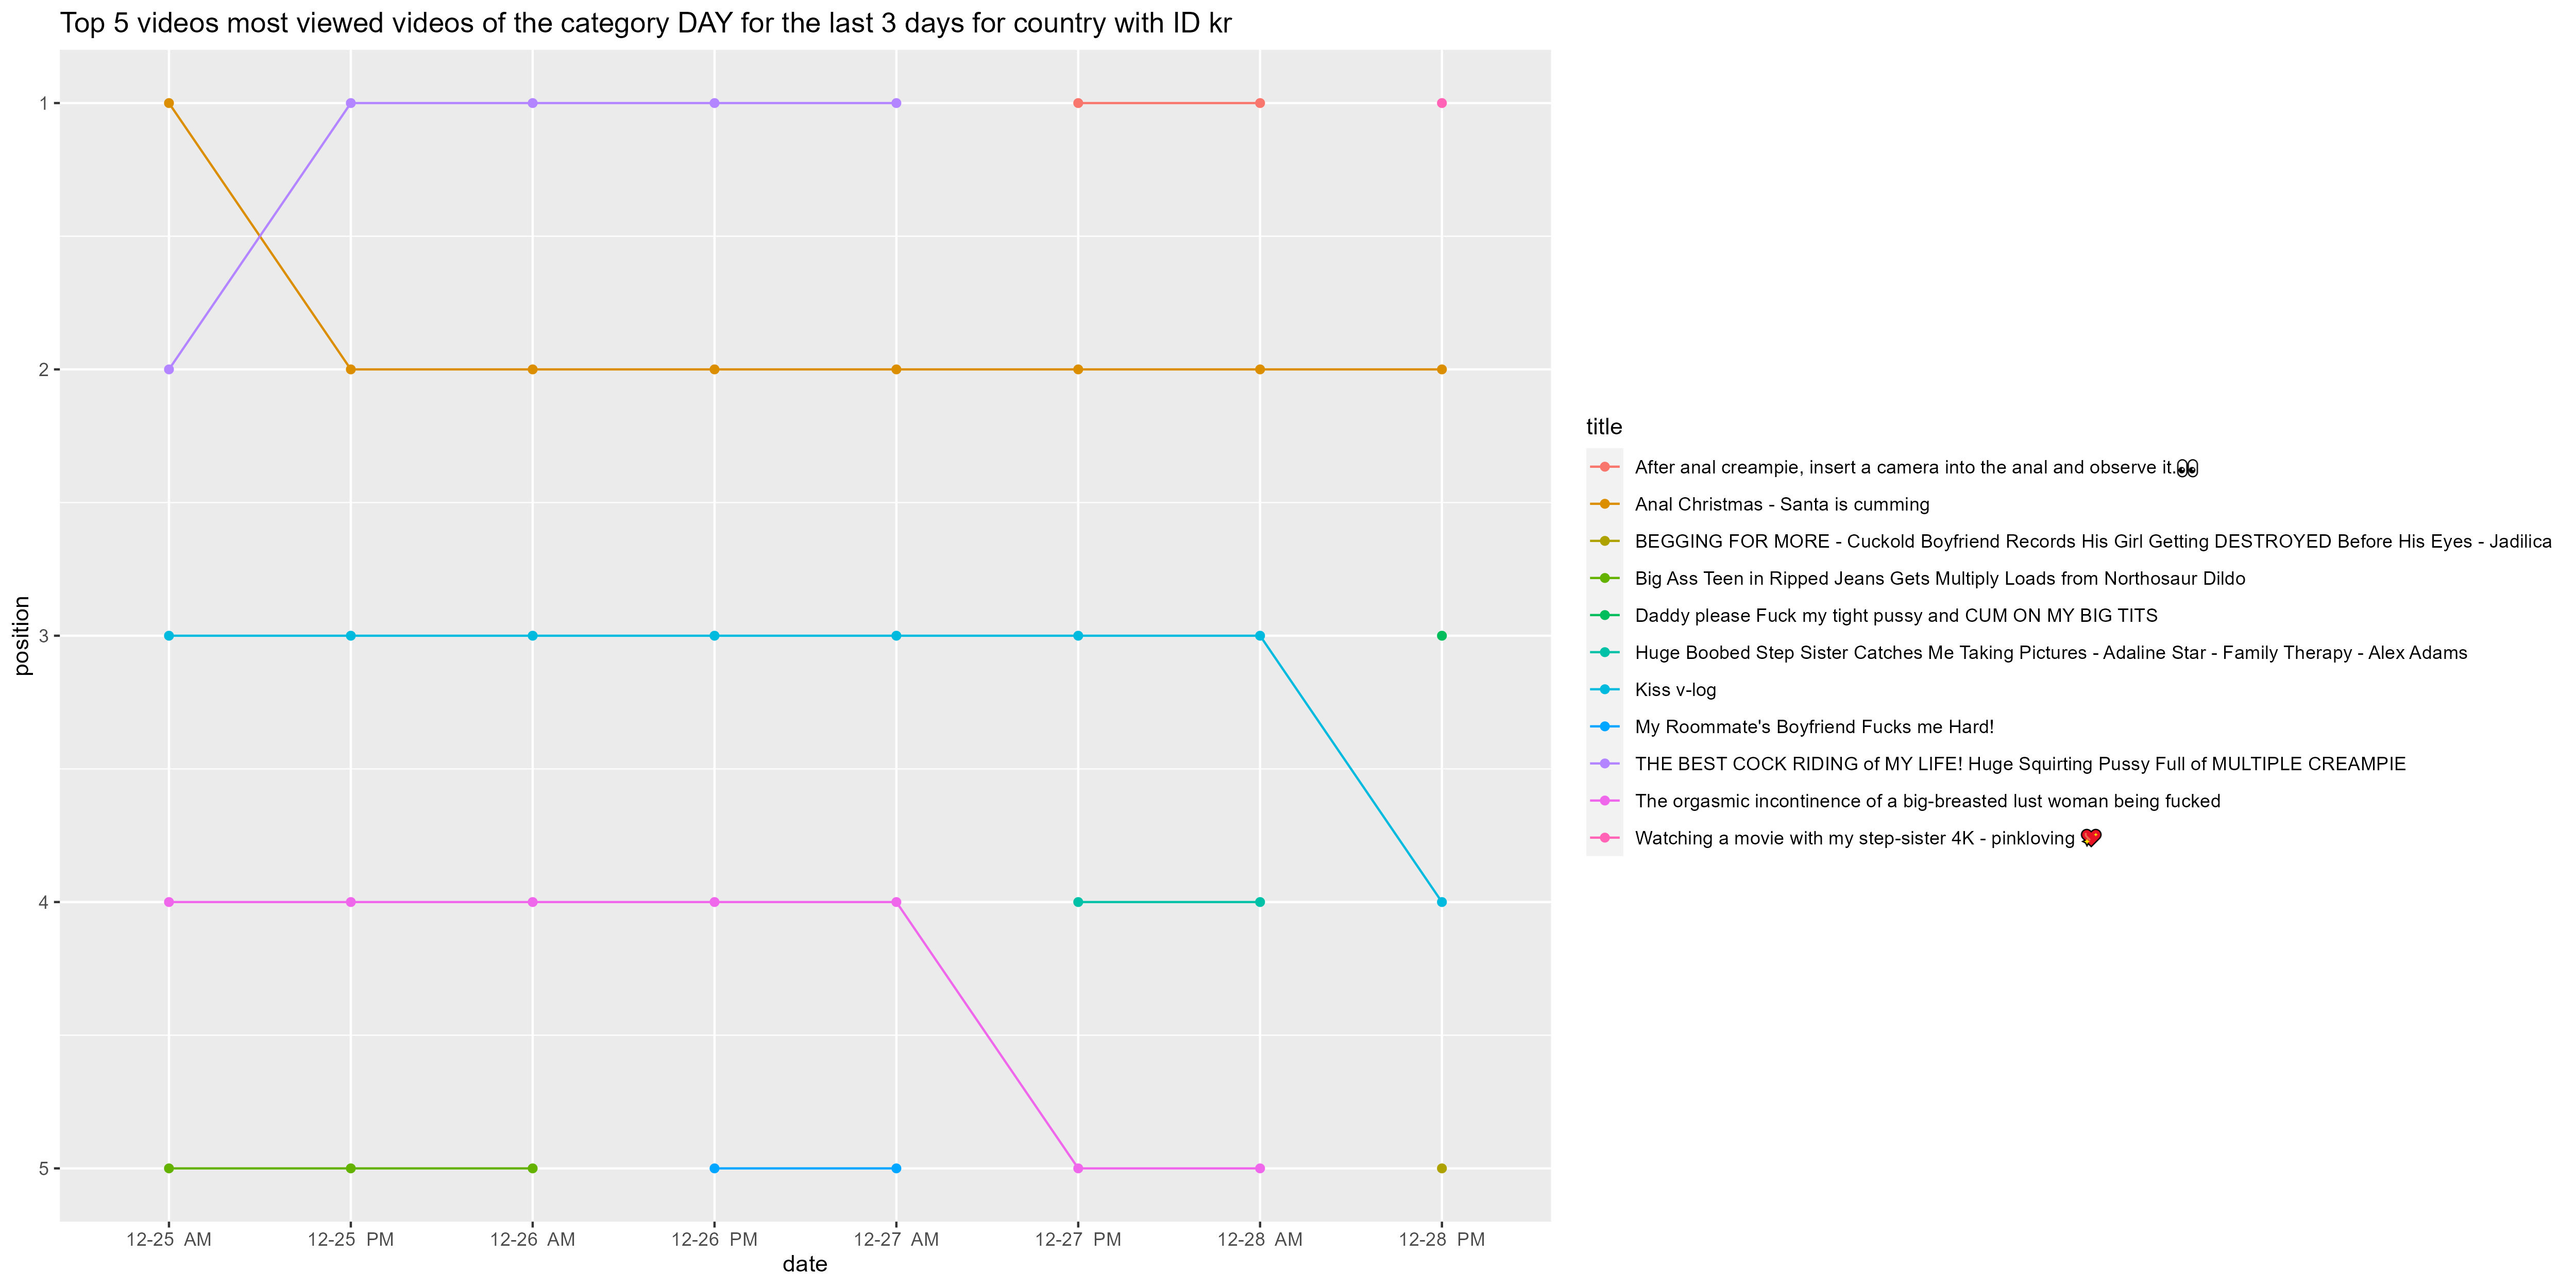 Top 5 videos most viewed videos of the category DAY for the last 3 days for country with ID kr
position
1
2
3
4
5
12-25 AM
12-25 PM
12-26 AM
12-26 PM
12-27 AM
12-27 PM
12-28 AM
12-28 PM
date
title
After anal creampie, insert a camera into the anal and observe it.👀
Anal Christmas - Santa is cumming
BEGGING FOR MORE - Cuckold Boyfriend Records His Girl Getting DESTROYED Before His Eyes - Jadilica
Big Ass Teen in Ripped Jeans Gets Multiply Loads from Northosaur Dildo
Daddy please Fuck my tight pussy and CUM ON MY BIG TITS
Huge Boobed Step Sister Catches Me Taking Pictures - Adaline Star - Family Therapy - Alex Adams
Kiss v-log
My Roommate's Boyfriend Fucks me Hard!
THE BEST COCK RIDING of MY LIFE! Huge Squirting Pussy Full of MULTIPLE CREAMPIE
The orgasmic incontinence of a big-breasted lust woman being fucked
Watching a movie with my step-sister 4K - pinkloving 💖